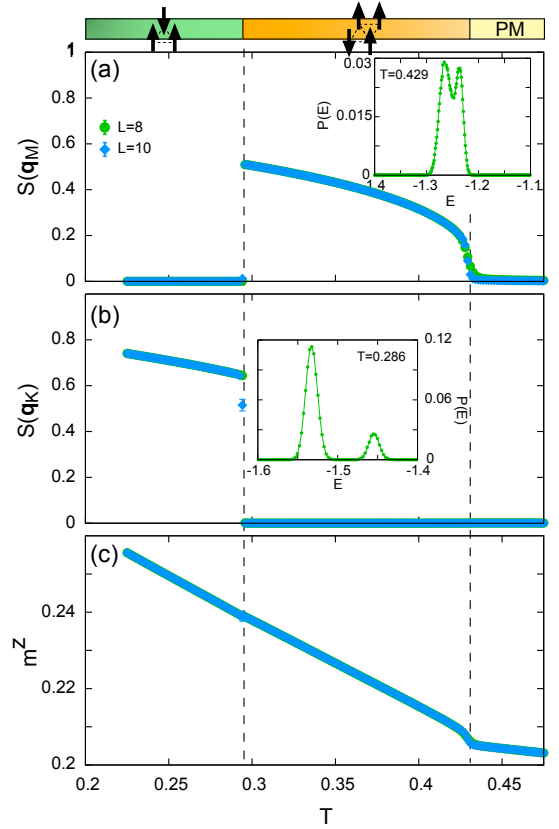 PM
(a)
1
0.8
0.6
0.4
0.2
0
S(qM)
L=8
L=10
T=0.429
0.03
0.015
0
P(E)
-1.4
-1.3
-1.2
-1.1
E
(b)
0.8
0.6
0.4
0.2
0
S(qK)
T=0.286
0.12
0.06
0
P(E)
-1.6
-1.5
-1.4
E
(c)
0.24
0.22
0.2
mz
0.2
0.25
0.3
0.35
0.4
0.45
T